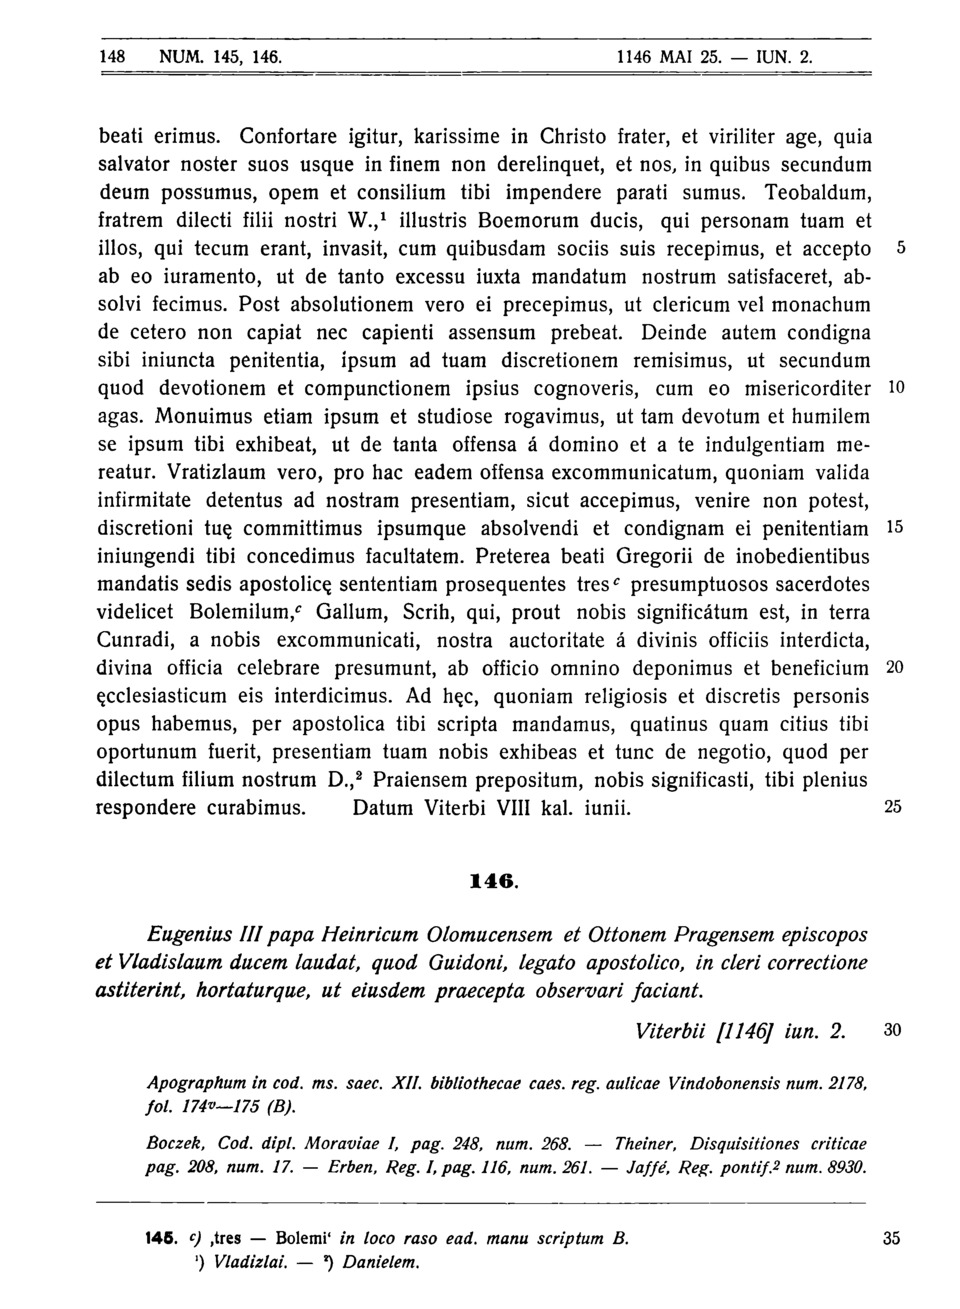 148 NUM. 145, 146. 1146 MAI 25. — IUN. 2.
beati erimus. Confortare igitur, karissime in Christo frater, et viriliter age, quia
salvator noster suos usque in finem non derelinquet, et nos, in quibus secundum
deum possumus, opem et consilium tibi impendere parati sumus. Teobaldum,
fratrem dilecti filii nostri W.,¹ illustris Boemorum ducis, qui personam tuam et
illos, qui tecum erant, invasit, cum quibusdam sociis suis recepimus, et accepto 5
ab eo iuramento, ut de tanto excessu iuxta mandatum nostrum satisfaceret, ab-
solvi fecimus. Post absolutionem vero ei precepimus, ut clericum vel monachum
de cetero non capiat nec capienti assensum prebeat. Deinde autem condigna
sibi iniuncta penitentia, ipsum ad tuam discretionem remisimus, ut secundum
quod devotionem et compunctionem ipsius cognoveris, cum eo misericorditer 10
agas. Monuimus etiam ipsum et studiose rogavimus, ut tam devotum et humilem
se ipsum tibi exhibeat, ut de tanta offensa á domino et a te indulgentiam me-
reatur. Vratizlaum vero, pro hac eadem offensa excommunicatum, quoniam valida
infirmitate detentus ad nostram presentiam, sicut accepimus, venire non potest,
discretioni tuę committimus ipsumque absolvendi et condignam ei penitentiam 15
iniungendi tibi concedimus facultatem. Preterea beati Gregorii de inobedientibus
mandatis sedis apostolicę sententiam prosequentes tres ᶜ presumptuosos sacerdotes
videlicet Bolemilum,ᶜ Gallum, Scrih, qui, prout nobis significátum est, in terra
Cunradi, a nobis excommunicati, nostra auctoritate á divinis officiis interdicta,
divina officia celebrare presumunt, ab officio omnino deponimus et beneficium 20
ęcclesiasticum eis interdicimus. Ad hęc, quoniam religiosis et discretis personis
opus habemus, per apostolica tibi scripta mandamus, quatinus quam citius tibi
oportunum fuerit, presentiam tuam nobis exhibeas et tunc de negotio, quod per
dilectum filium nostrum D.,² Praiensem prepositum, nobis significasti, tibi plenius
respondere curabimus. Datum Viterbi VIII kal. iunii. 25
146.
Eugenius III papa Heinricum Olomucensem et Ottonem Pragensem episcopos
et Vladislaum ducem laudat, quod Guidoni, legato apostolico, in cleri correctione
astiterint, hortaturque, ut eiusdem praecepta observari faciant.
Viterbii [1146] iun. 2. 30
Apographum in cod. ms. saec. XII. bibliothecae caes. reg. aulicae Vindobonensis num. 2178,
fol. 174ᵛ—175 (B).
Boczek, Cod. dipl. Moraviae I, pag. 248, num. 268. — Theiner, Disquisitiones criticae
pag. 208, num. 17. — Erben, Reg. I, pag. 116, num. 261. — Jaffé, Reg. pontif.² num. 8930.
145. ᶜ) ‚tres — Bolemi‘ in loco raso ead. manu scriptum B. 35
¹) Vladizlai. — ²) Danielem.